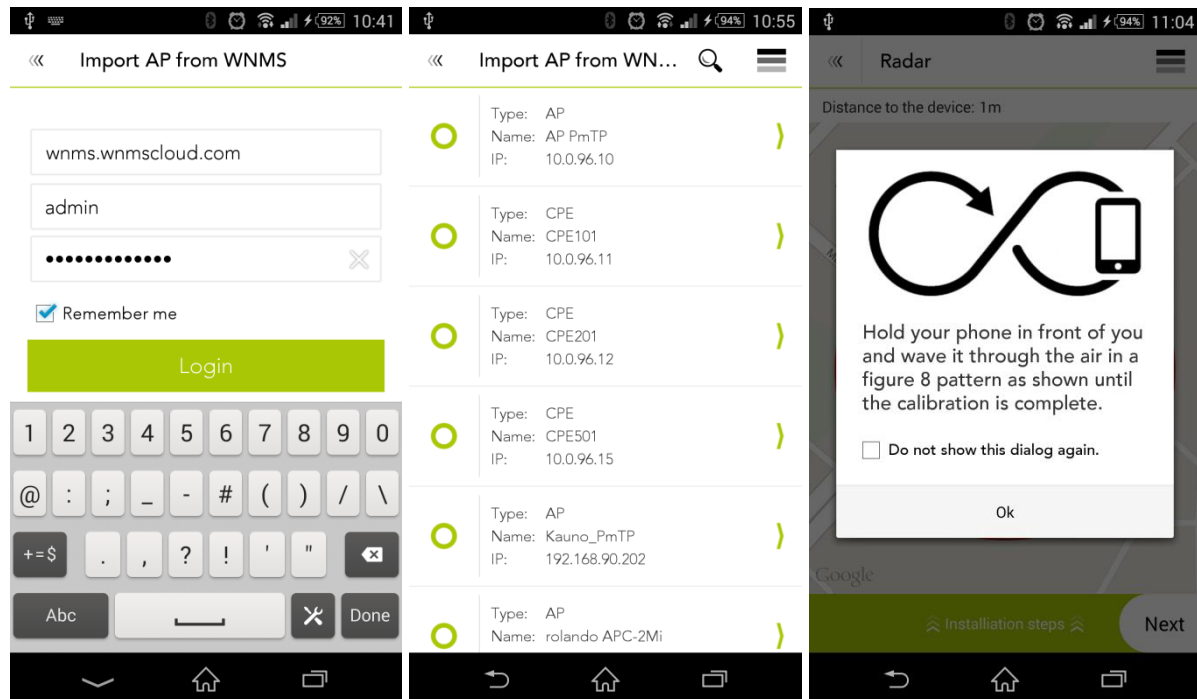 92% 10:41
Import AP from WNMS
wnms.wnmscloud.com
admin
•••••••••••••
Remember me
Login
1 2 3 4 5 6 7 8 9 0
@ : ; _ - # ( ) / \
+=$ . , ? ! ' "
Abc Done
94% 10:55
Import AP from WN...
Type: AP
Name: AP PmTP
IP: 10.0.96.10
Type: CPE
Name: CPE101
IP: 10.0.96.11
Type: CPE
Name: CPE201
IP: 10.0.96.12
Type: CPE
Name: CPE501
IP: 10.0.96.15
Type: AP
Name: Kauno_PmTP
IP: 192.168.90.202
Type: AP
Name: rolando APC-2Mi
94% 11:04
Radar
Distance to the device: 1m
Hold your phone in front of you
and wave it through the air in a
figure 8 pattern as shown until
the calibration is complete.
Do not show this dialog again.
Ok
Google
Installiation steps
Next